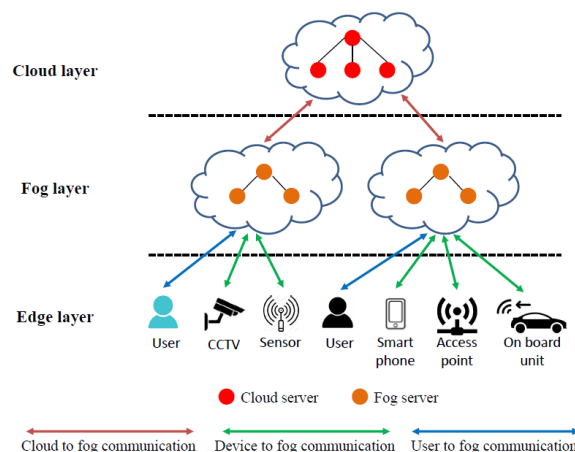 Cloud layer
Fog layer
Edge layer
User
CCTV
Sensor
User
Smart
phone
Access
point
On board
unit
Cloud server
Fog server
Cloud to fog communication
Device to fog communication
User to fog communication